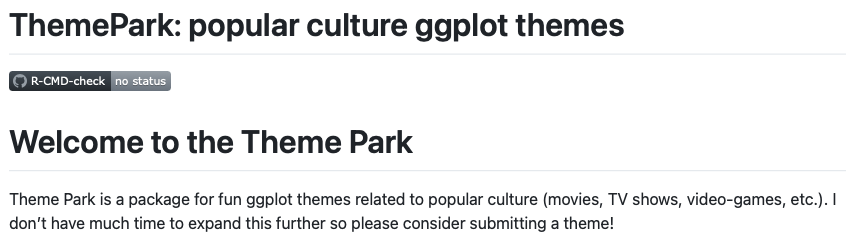 ThemePark: popular culture ggplot themes
R-CMD-check no status
Welcome to the Theme Park
Theme Park is a package for fun ggplot themes related to popular culture (movies, TV shows, video-games, etc.). I
don’t have much time to expand this further so please consider submitting a theme!